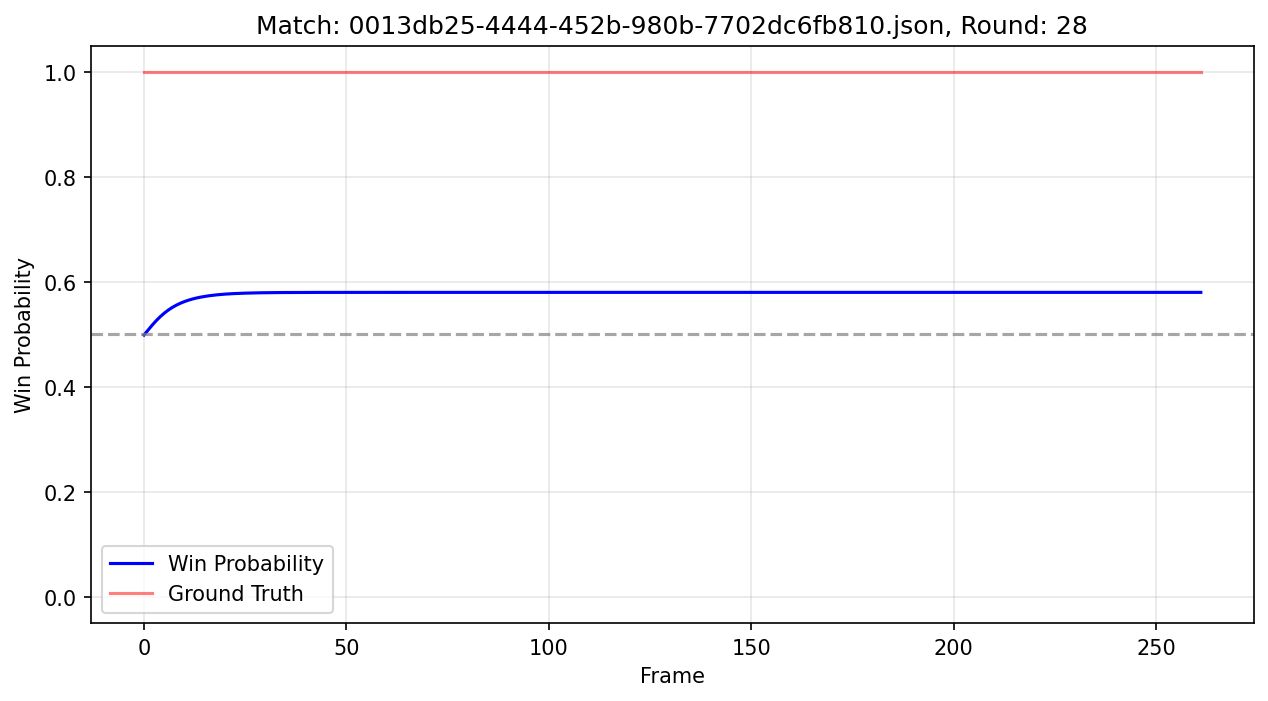 Match: 0013db25-4444-452b-980b-7702dc6fb810.json, Round: 28
Win Probability
1.0
0.8
0.6
0.4
0.2
0.0
Win Probability
Ground Truth
0 50 100 150 200 250
Frame